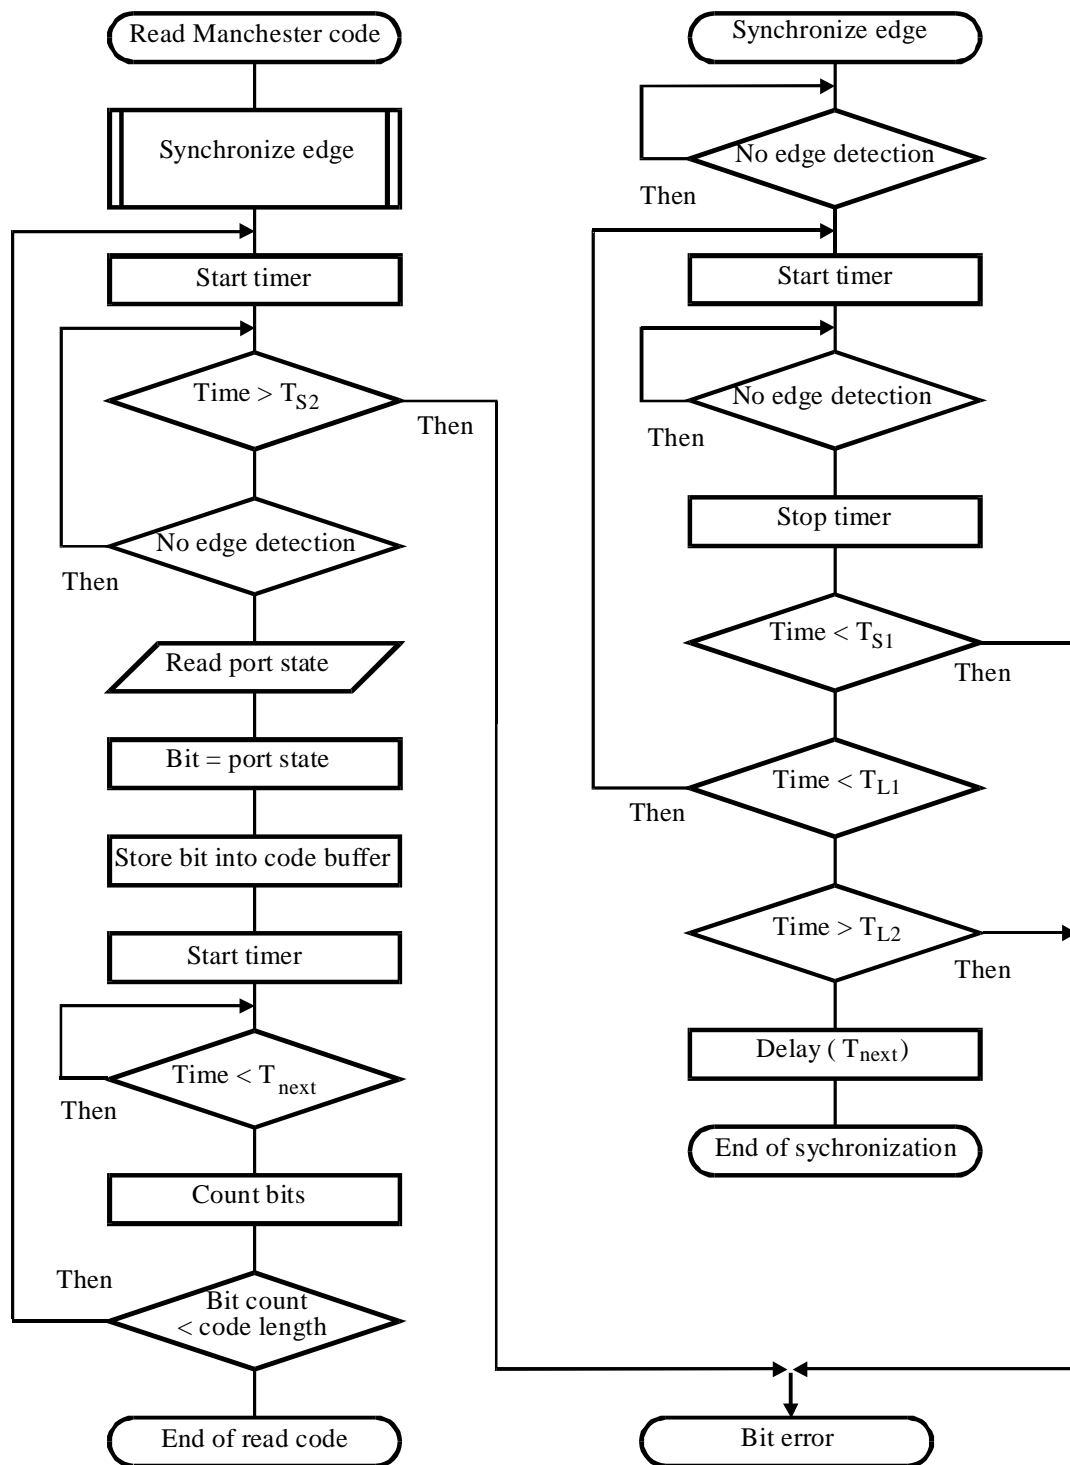 Read Manchester code
Synchronize edge
Start timer
Time > TS2
Then
No edge detection
Then
Read port state
Bit = port state
Store bit into code buffer
Start timer
Time < Tnext
Then
Count bits
Then
Bit count
< code length
End of read code
Synchronize edge
No edge detection
Then
Start timer
No edge detection
Then
Stop timer
Time < TS1
Then
Time < TL1
Then
Time > TL2
Then
Delay ( Tnext)
End of sychronization
Bit error